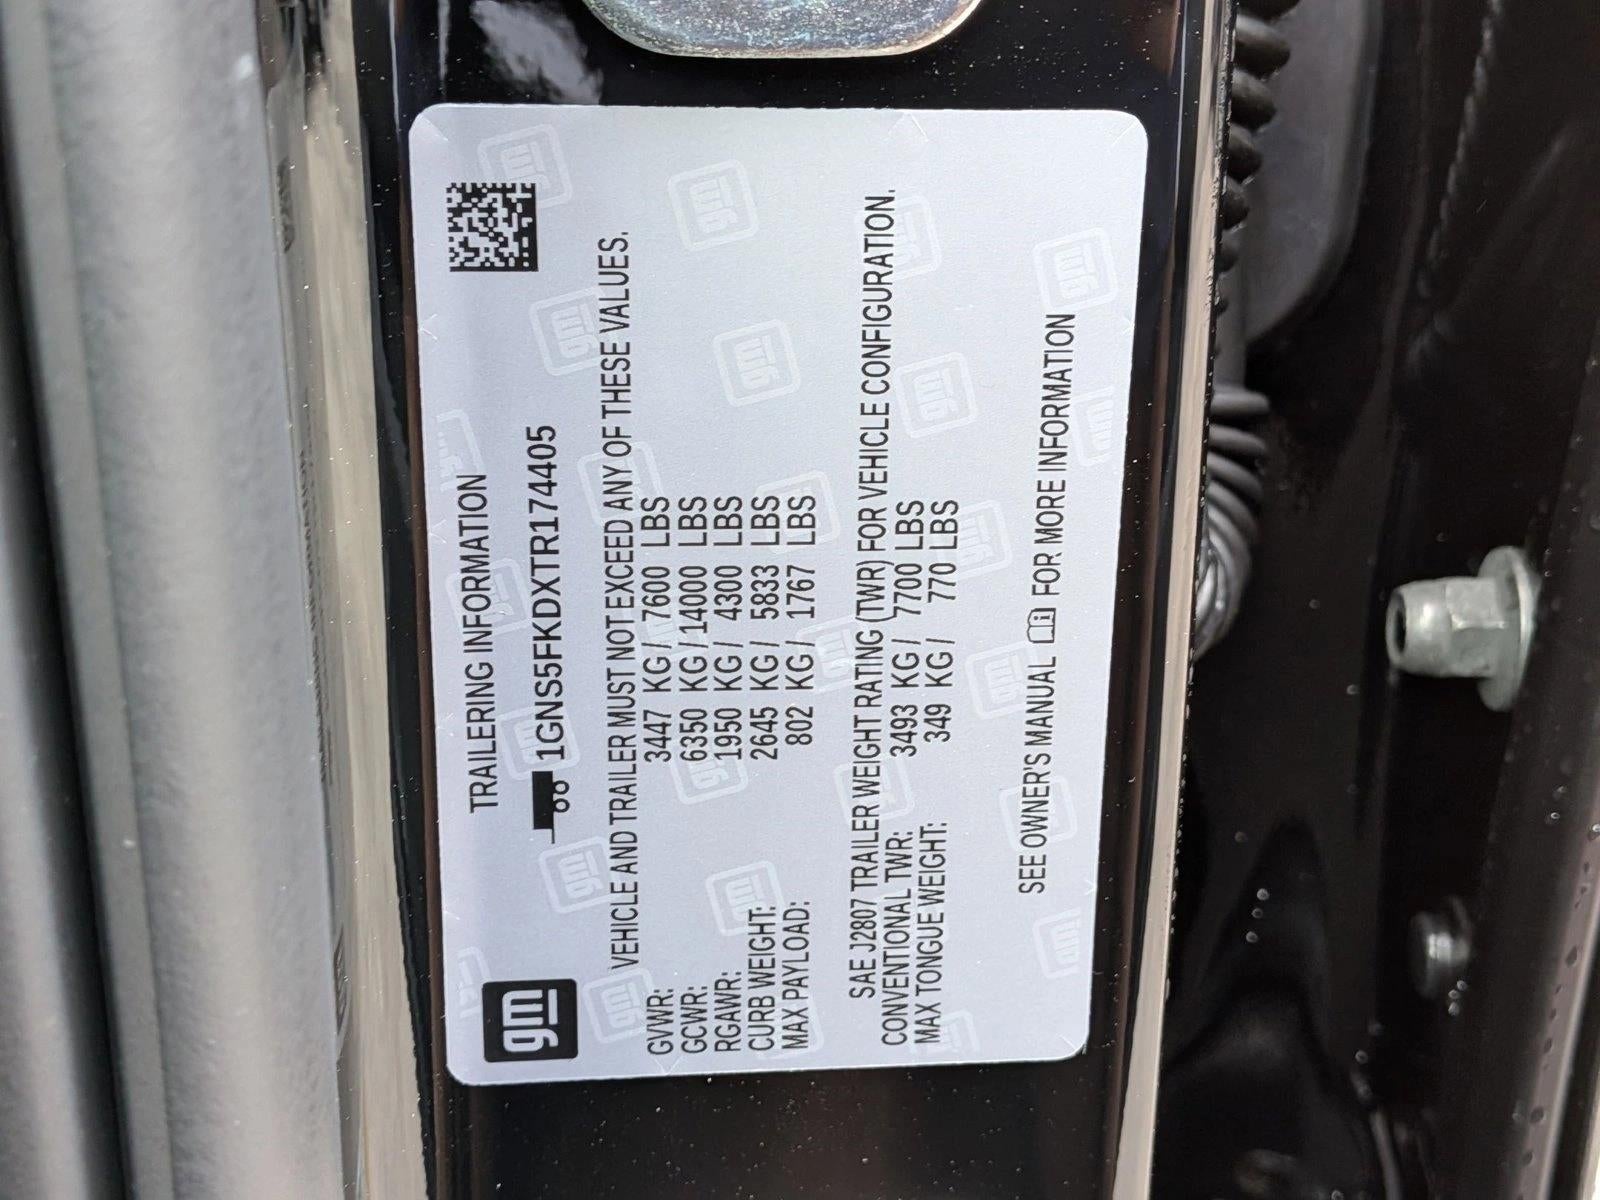 TRAILERING INFORMATION
gm
1GNS5FKDXTR174405
VEHICLE AND TRAILER MUST NOT EXCEED ANY OF THESE VALUES.
GVWR: 3447 KG / 7600 LBS
GCWR: 6350 KG / 14000 LBS
RGAWR: 1950 KG / 4300 LBS
CURB WEIGHT: 2645 KG / 5833 LBS
MAX PAYLOAD: 802 KG / 1767 LBS
SAE J2807 TRAILER WEIGHT RATING (TWR) FOR VEHICLE CONFIGURATION.
CONVENTIONAL TWR: 3493 KG / 7700 LBS
MAX TONGUE WEIGHT: 349 KG / 770 LBS
SEE OWNER'S MANUAL FOR MORE INFORMATION